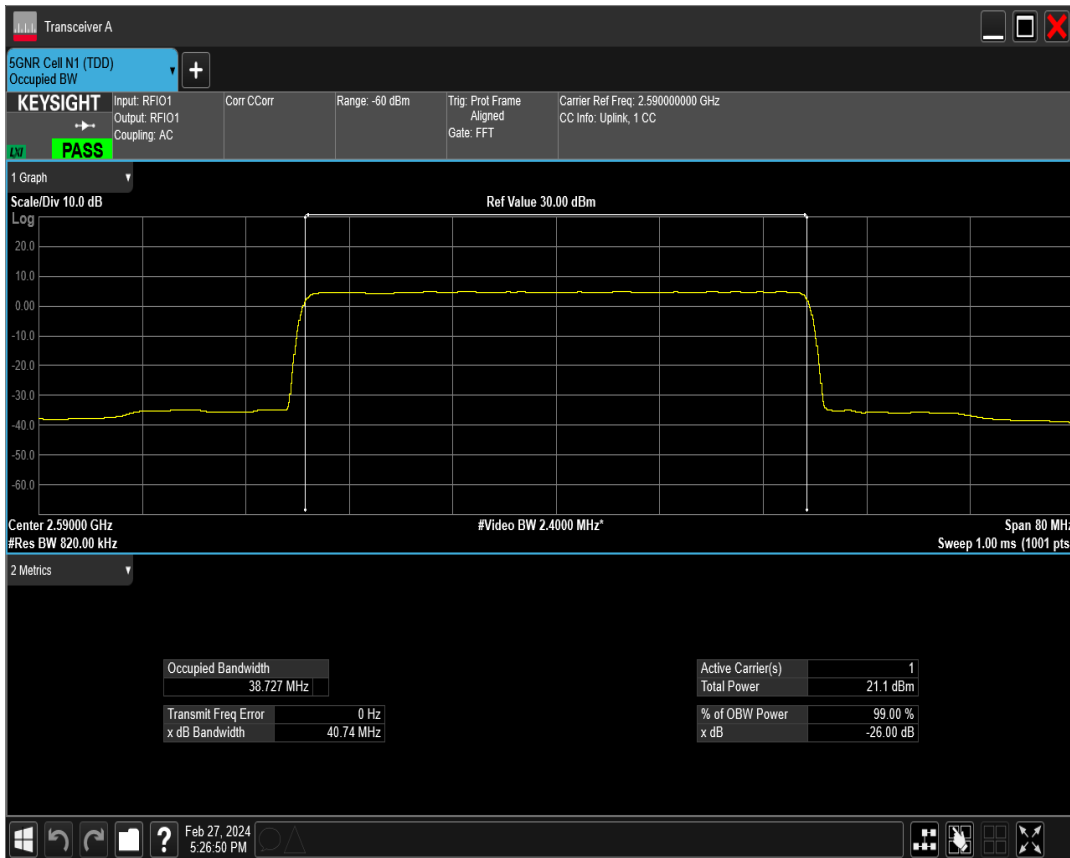 Transceiver A
5GNR Cell N1 (TDD)
Occupied BW
+
KEYSIGHT
LXI
PASS
Input: RFIO1
Output: RFIO1
Coupling: AC
Corr CCorr
Range: -60 dBm
Trig: Prot Frame
Aligned
Gate: FFT
Carrier Ref Freq: 2.590000000 GHz
CC Info: Uplink, 1 CC
1 Graph
Scale/Div 10.0 dB
Ref Value 30.00 dBm
Log
20.0
10.0
0.00
-10.0
-20.0
-30.0
-40.0
-50.0
-60.0
Center 2.59000 GHz
#Video BW 2.4000 MHz*
Span 80 MHz
#Res BW 820.00 kHz
Sweep 1.00 ms (1001 pts
2 Metrics
Occupied Bandwidth
38.727 MHz
Transmit Freq Error 0 Hz
x dB Bandwidth 40.74 MHz
Active Carrier(s) 1
Total Power 21.1 dBm
% of OBW Power 99.00 %
x dB -26.00 dB
?
Feb 27, 2024
5:26:50 PM